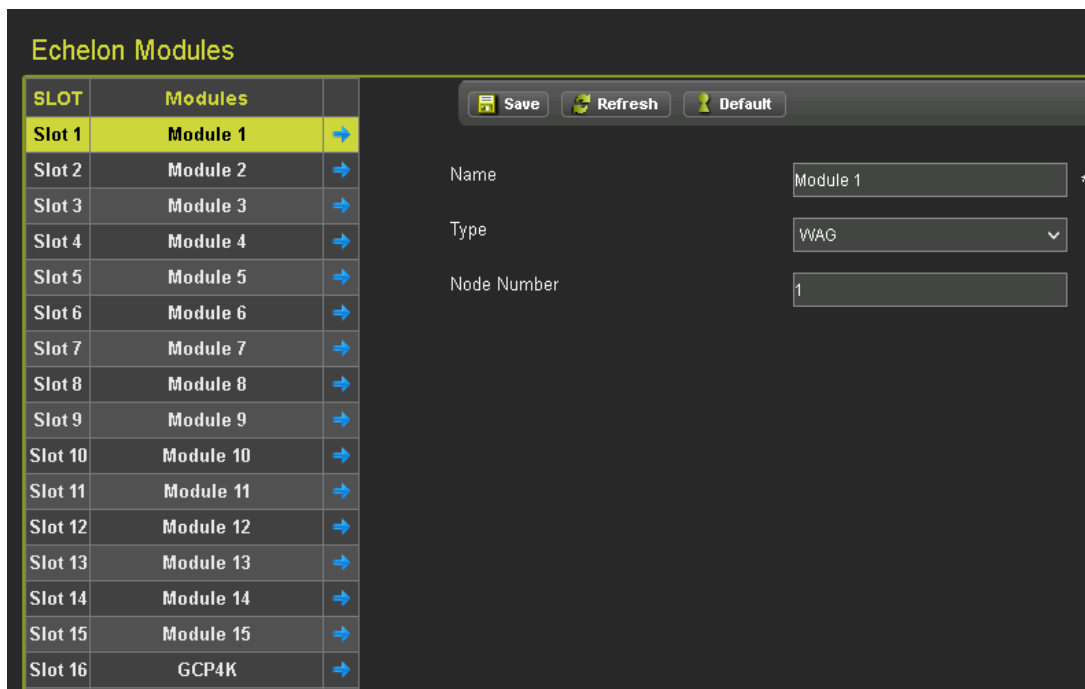 Echelon Modules
SLOT Modules
Slot 1 Module 1
Slot 2 Module 2
Slot 3 Module 3
Slot 4 Module 4
Slot 5 Module 5
Slot 6 Module 6
Slot 7 Module 7
Slot 8 Module 8
Slot 9 Module 9
Slot 10 Module 10
Slot 11 Module 11
Slot 12 Module 12
Slot 13 Module 13
Slot 14 Module 14
Slot 15 Module 15
Slot 16 GCP4K
Save Refresh Default
Name Module 1 *
Type WAG
Node Number 1